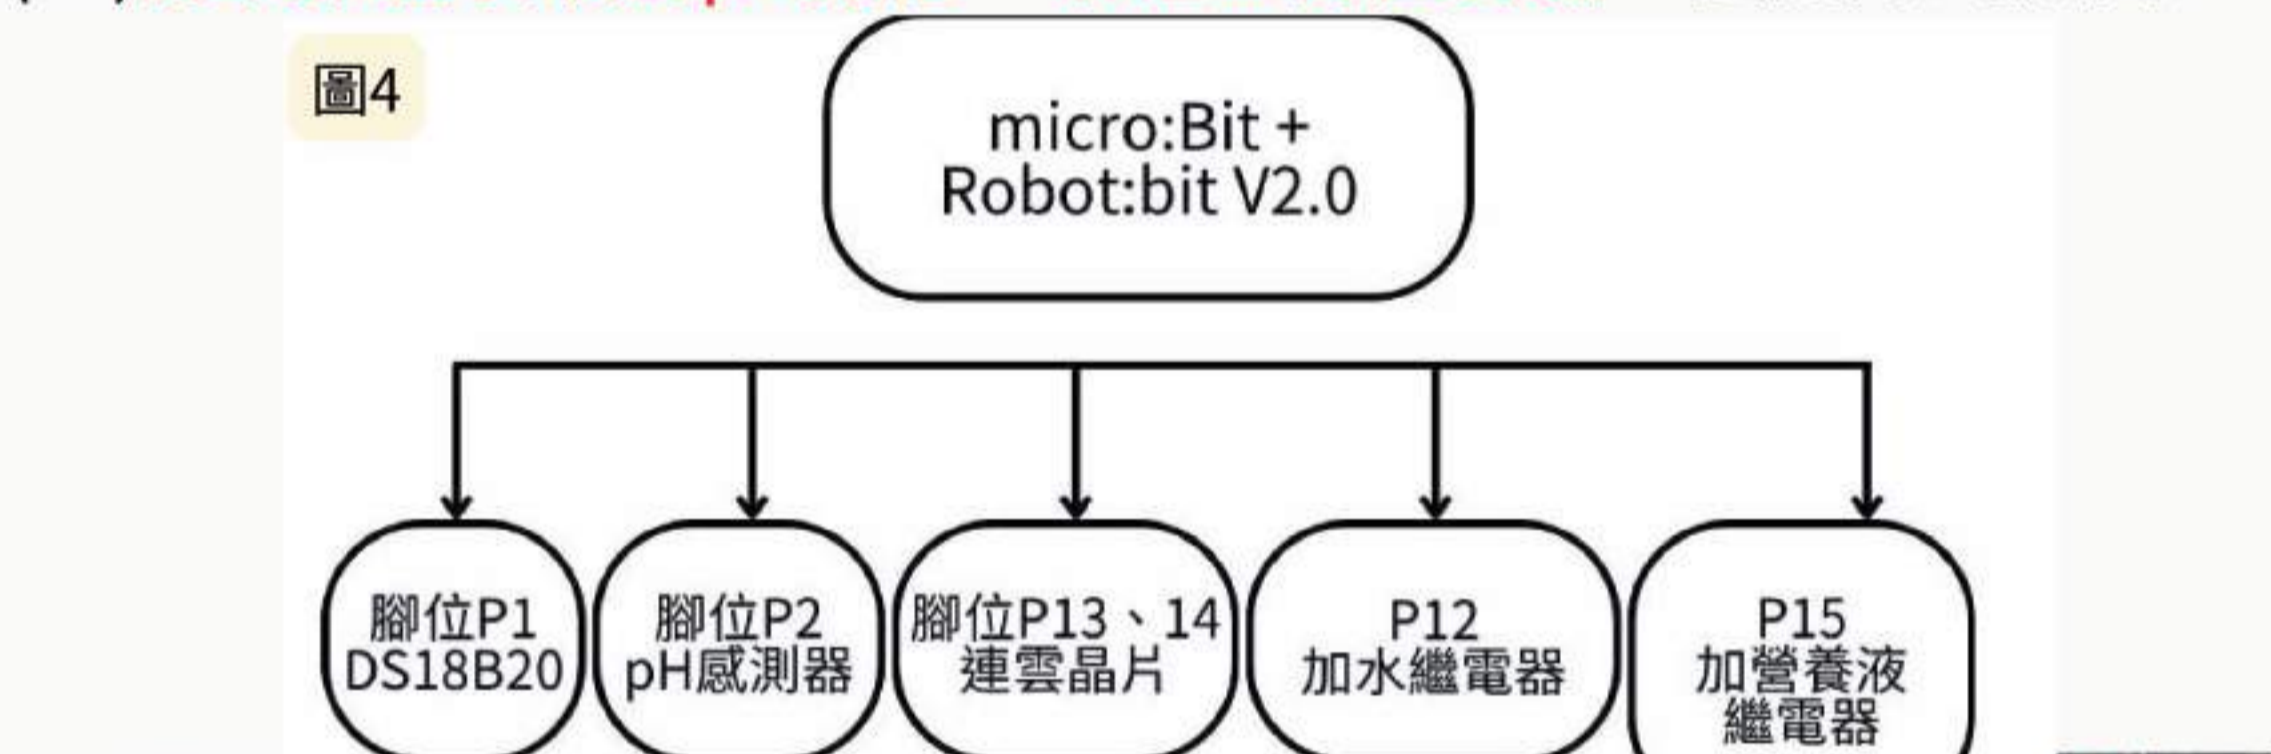 圖4
micro:Bit +
Robot:bit V2.0
腳位P1
DS18B20
腳位P2
pH感測器
腳位P13、14
連雲晶片
P12
加水繼電器
P15
加營養液
繼電器